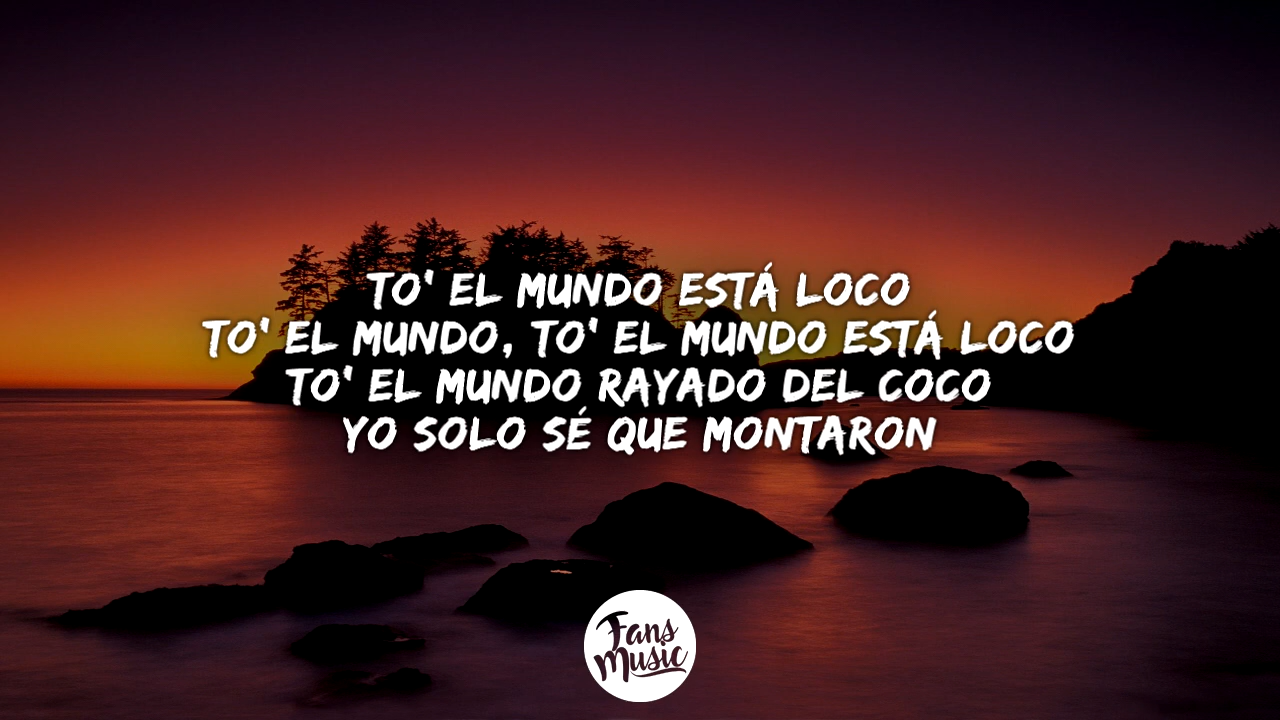 TO' EL MUNDO ESTÁ LOCO
TO' EL MUNDO, TO' EL MUNDO ESTÁ LOCO
TO' EL MUNDO RAYADO DEL COCO
YO SOLO SÉ QUE MONTARON
Fans
Music